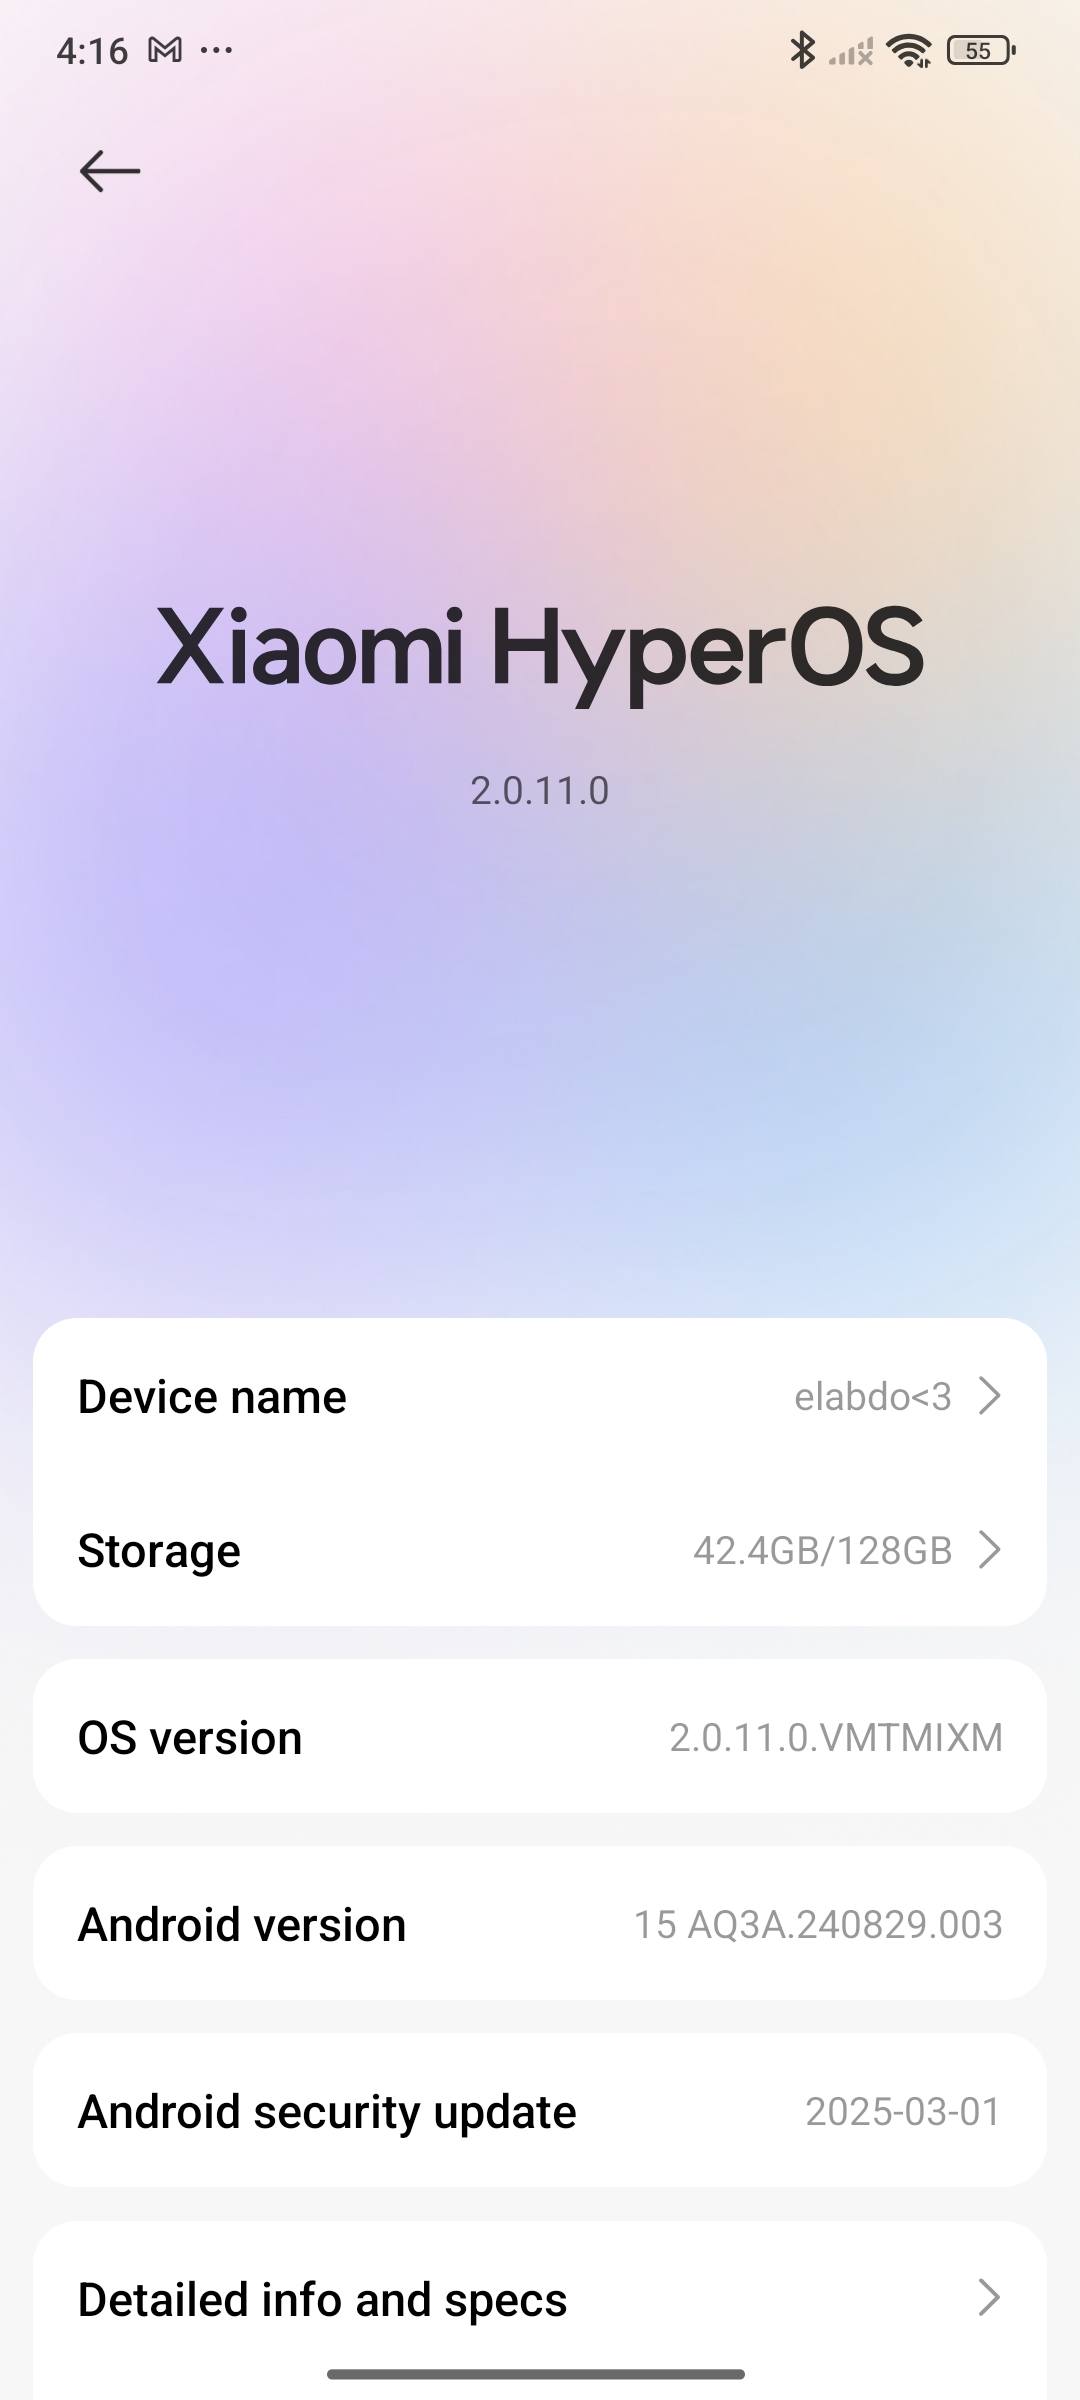 4:16
55
Xiaomi HyperOS
2.0.11.0
Device name elabdo<3
Storage 42.4GB/128GB
OS version 2.0.11.0.VMTMIXM
Android version 15 AQ3A.240829.003
Android security update 2025-03-01
Detailed info and specs